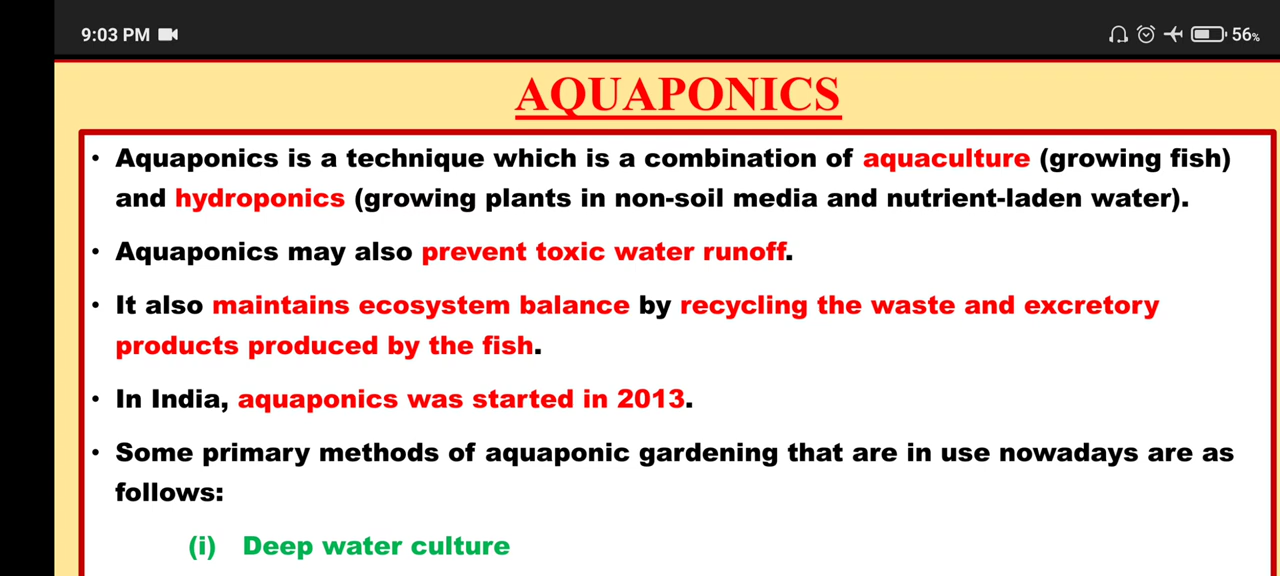 9:03 PM
56%
AQUAPONICS
• Aquaponics is a technique which is a combination of aquaculture (growing fish)
and hydroponics (growing plants in non-soil media and nutrient-laden water).
• Aquaponics may also prevent toxic water runoff.
• It also maintains ecosystem balance by recycling the waste and excretory
products produced by the fish.
• In India, aquaponics was started in 2013.
• Some primary methods of aquaponic gardening that are in use nowadays are as
follows:
(i) Deep water culture